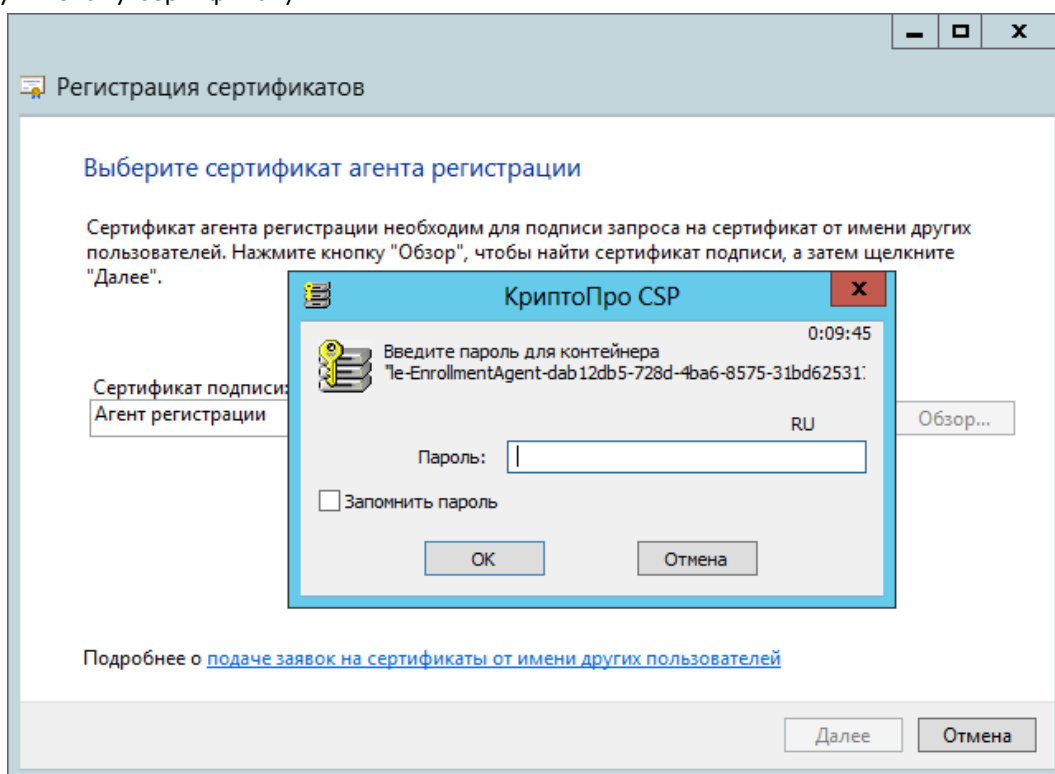 Регистрация сертификатов
Выберите сертификат агента регистрации
Сертификат агента регистрации необходим для подписи запроса на сертификат от имени других
пользователей. Нажмите кнопку "Обзор", чтобы найти сертификат подписи, а затем щелкните
"Далее".
КриптоПро CSP
0:09:45
Введите пароль для контейнера
"le-EnrollmentAgent-dab12db5-728d-4ba6-8575-31bd62531
Сертификат подписи:
Агент регистрации
RU
Обзор...
Пароль:
Запомнить пароль
OK
Отмена
Подробнее о подаче заявок на сертификаты от имени других пользователей
Далее
Отмена